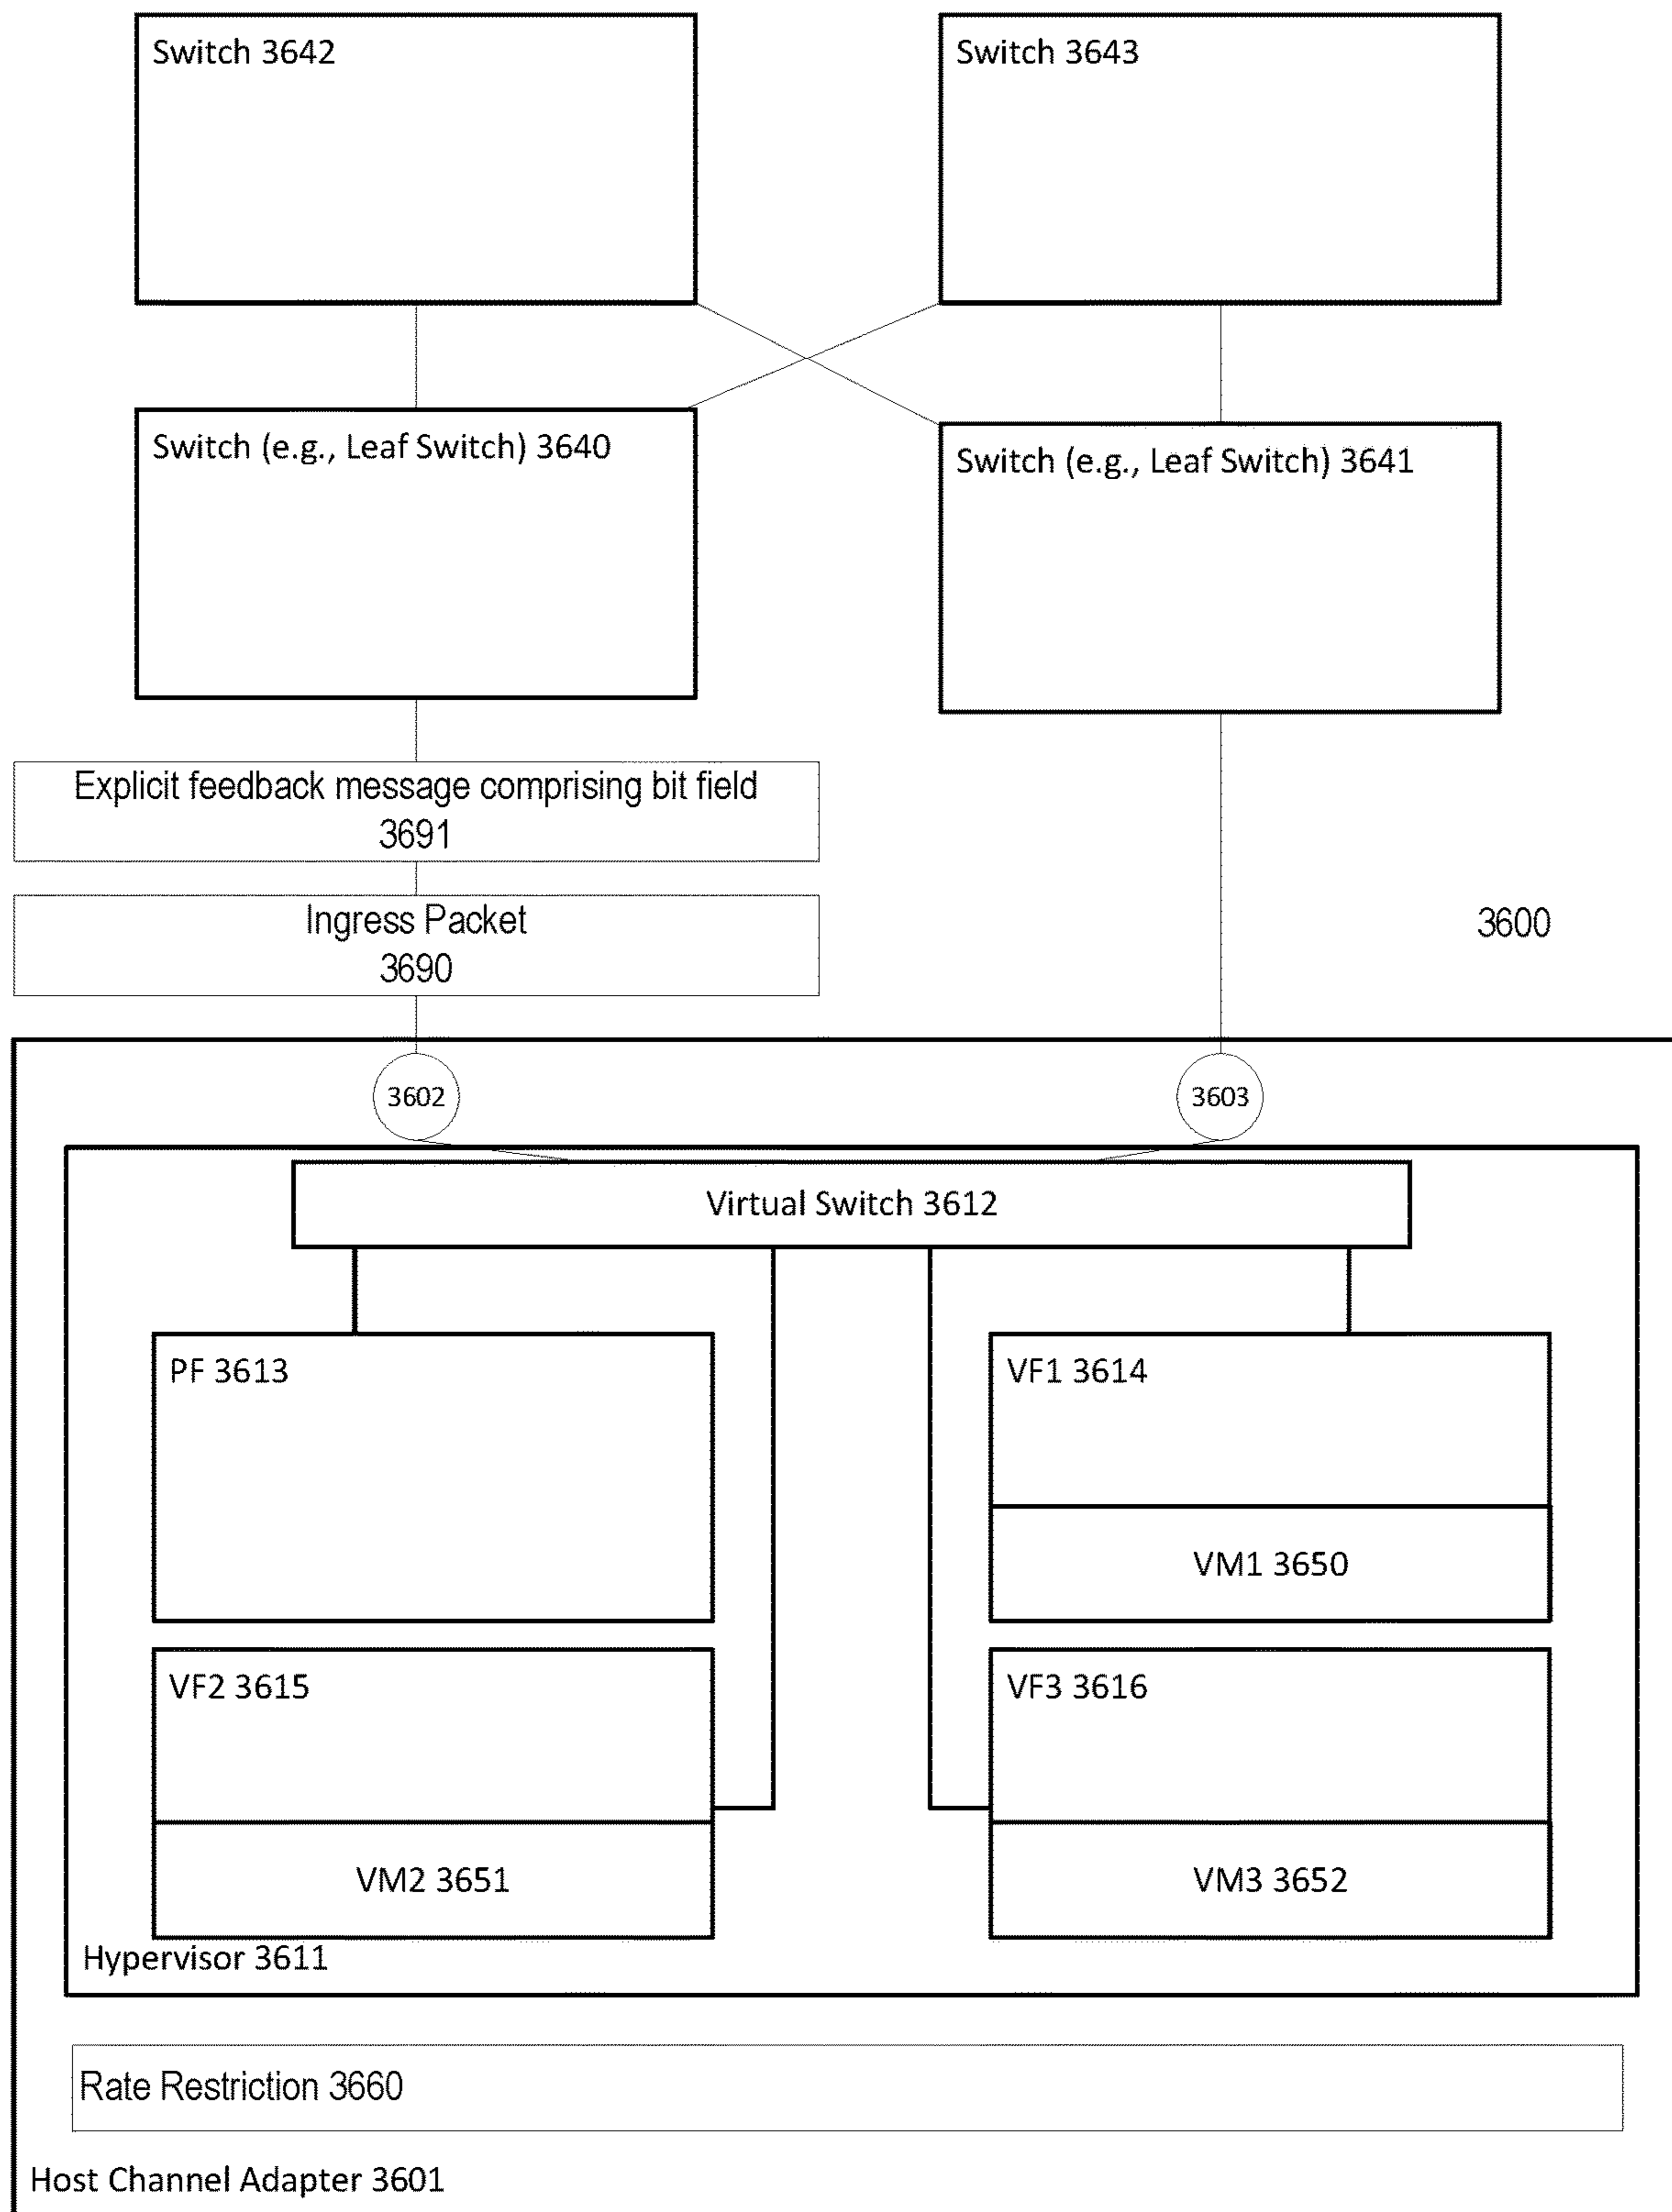 Switch 3642
Switch 3643
Switch (e.g., Leaf Switch) 3640
Switch (e.g., Leaf Switch) 3641
Explicit feedback message comprising bit field
3691
Ingress Packet
3690
3600
3602
3603
Virtual Switch 3612
PF 3613
VF1 3614
VM1 3650
VF2 3615
VF3 3616
VM2 3651
VM3 3652
Hypervisor 3611
Rate Restriction 3660
Host Channel Adapter 3601